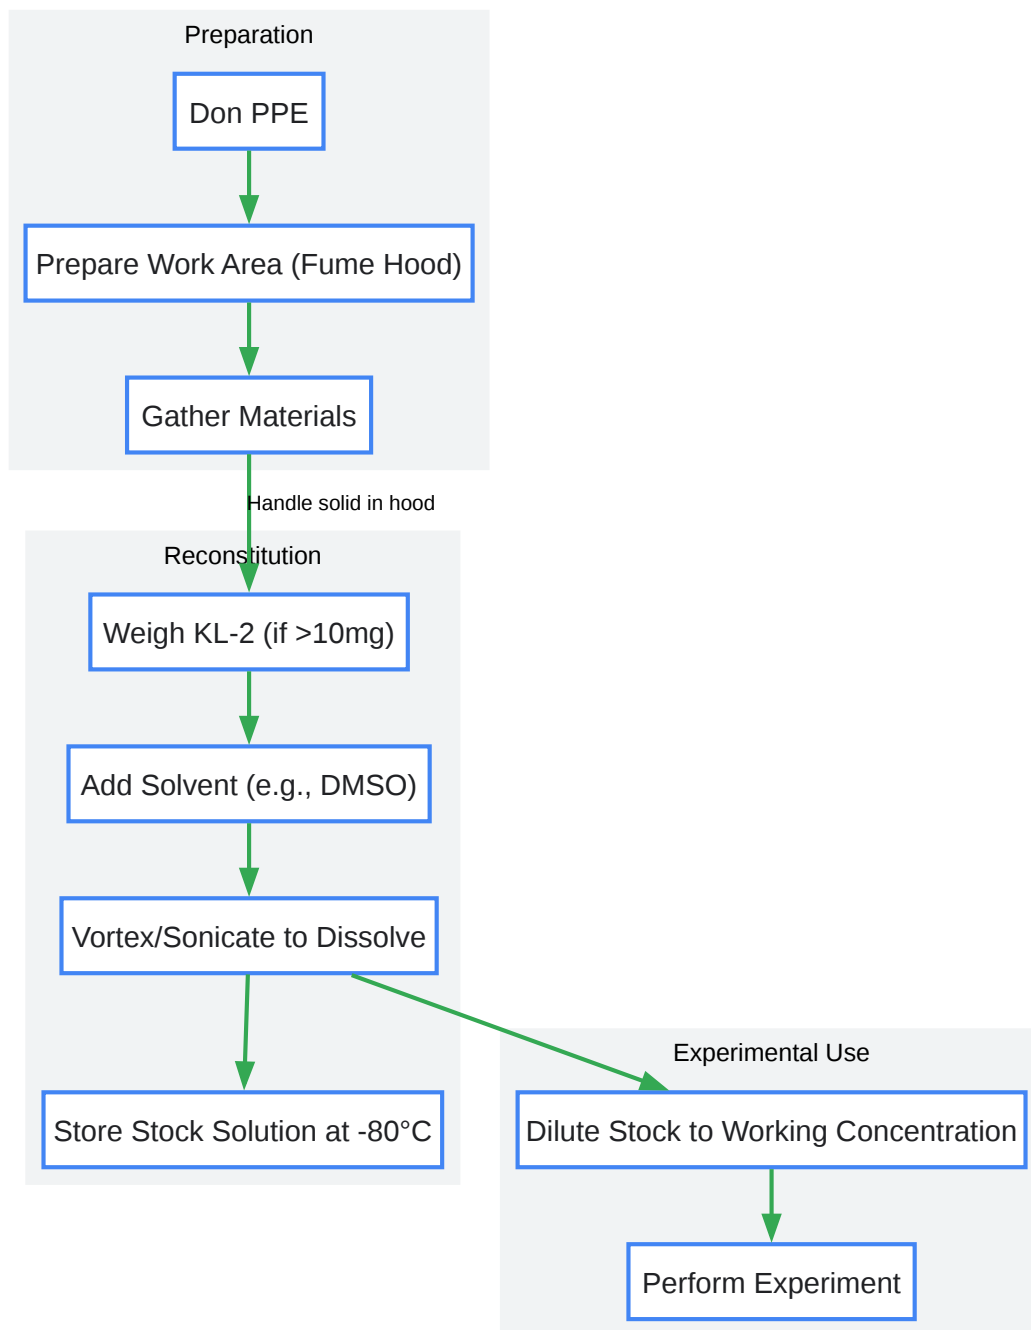 Preparation
Don PPE
Prepare Work Area (Fume Hood)
Gather Materials
Handle solid in hood
Reconstitution
Weigh KL-2 (if >10mg)
Add Solvent (e.g., DMSO)
Vortex/Sonicate to Dissolve
Store Stock Solution at -80°C
Experimental Use
Dilute Stock to Working Concentration
Perform Experiment